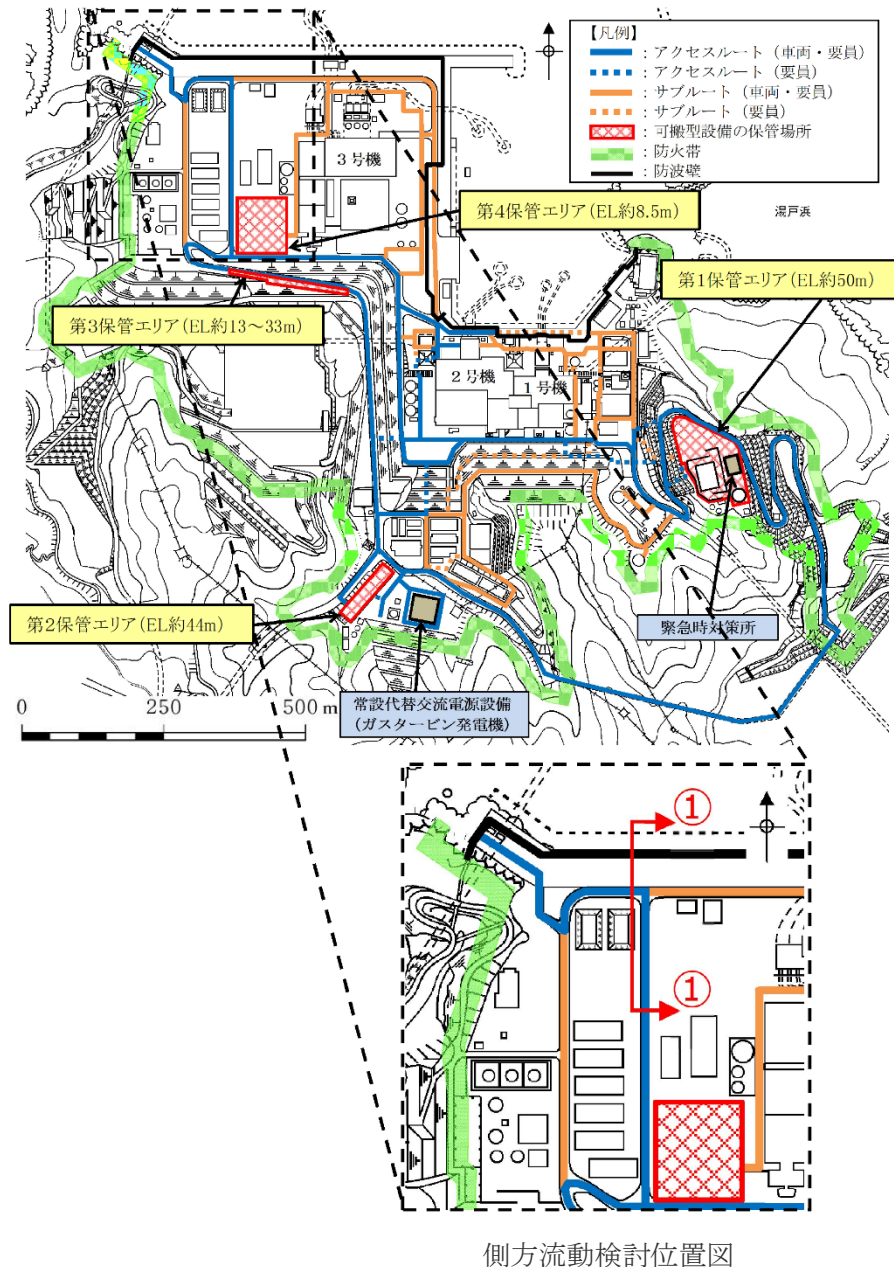 【凡例】
：アクセスルート（車両・要員）
：アクセスルート（要員）
：サブルート（車両・要員）
：サブルート（要員）
：可搬型設備の保管場所
：防火帯
：防波壁
3号機
第4保管エリア(EL約8.5m)
湯戸浜
第1保管エリア(EL約50m)
第3保管エリア(EL約13～33m)
2号機
1号機
第2保管エリア(EL約44m)
緊急時対策所
常設代替交流電源設備
(ガスタービン発電機)
0 250 500 m
①
①
側方流動検討位置図